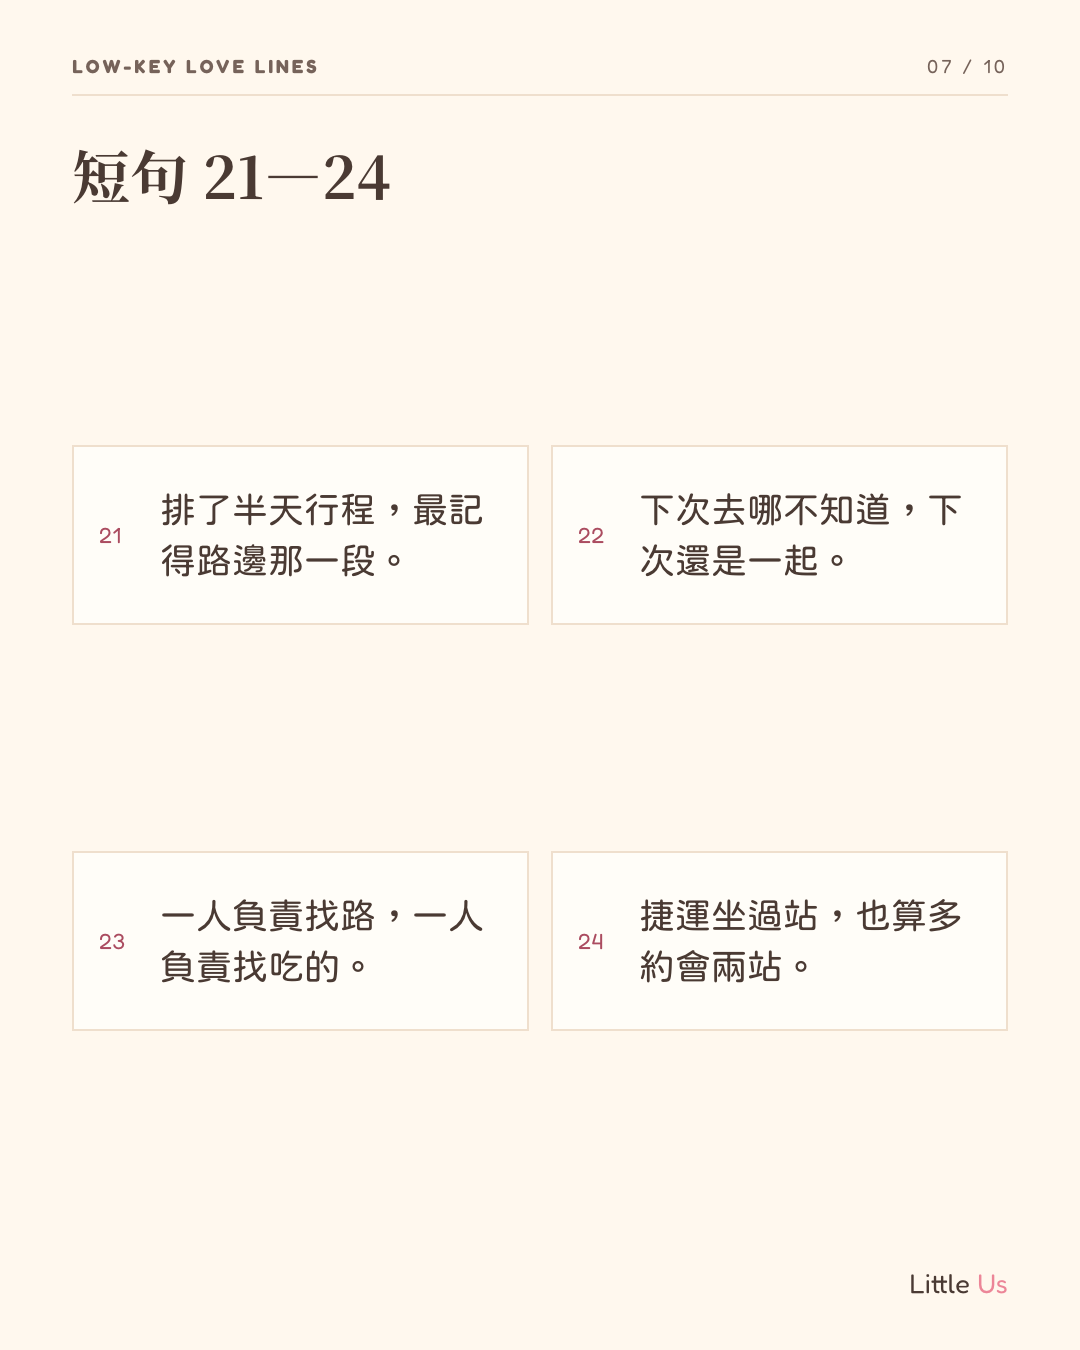 LOW-KEY LOVE LINES
07 / 10
短句 21—24
21
排了半天行程，最記
得路邊那一段。
22
下次去哪不知道，下
次還是一起。
23
一人負責找路，一人
負責找吃的。
24
捷運坐過站，也算多
約會兩站。
Little Us